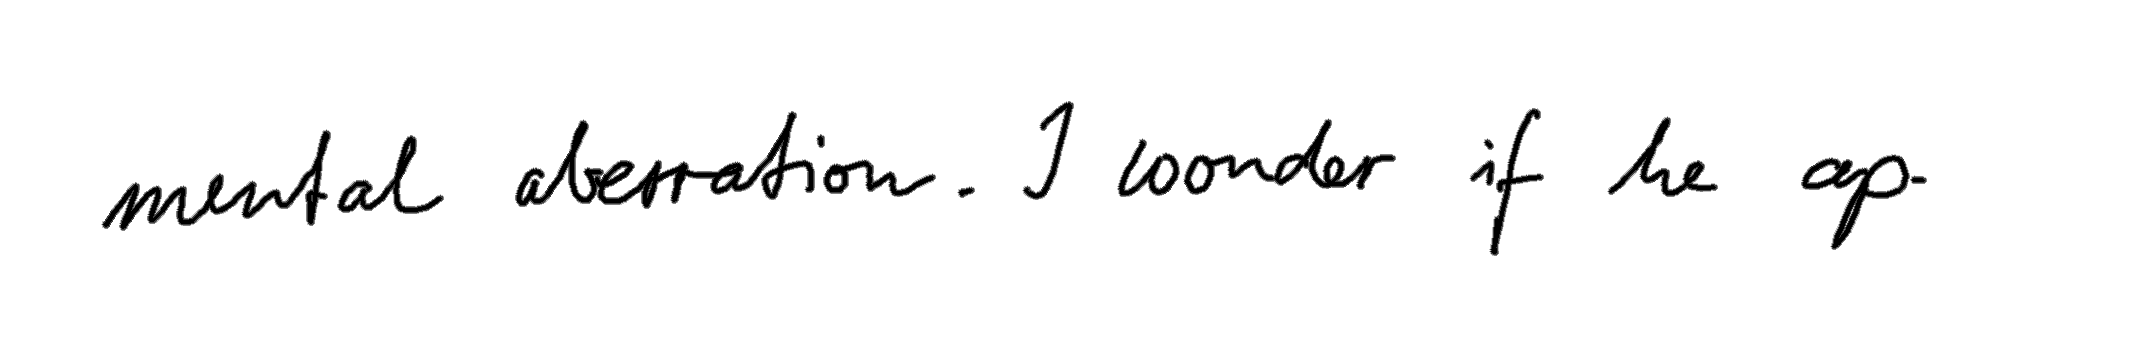 mental aberration. I wonder if he ap-